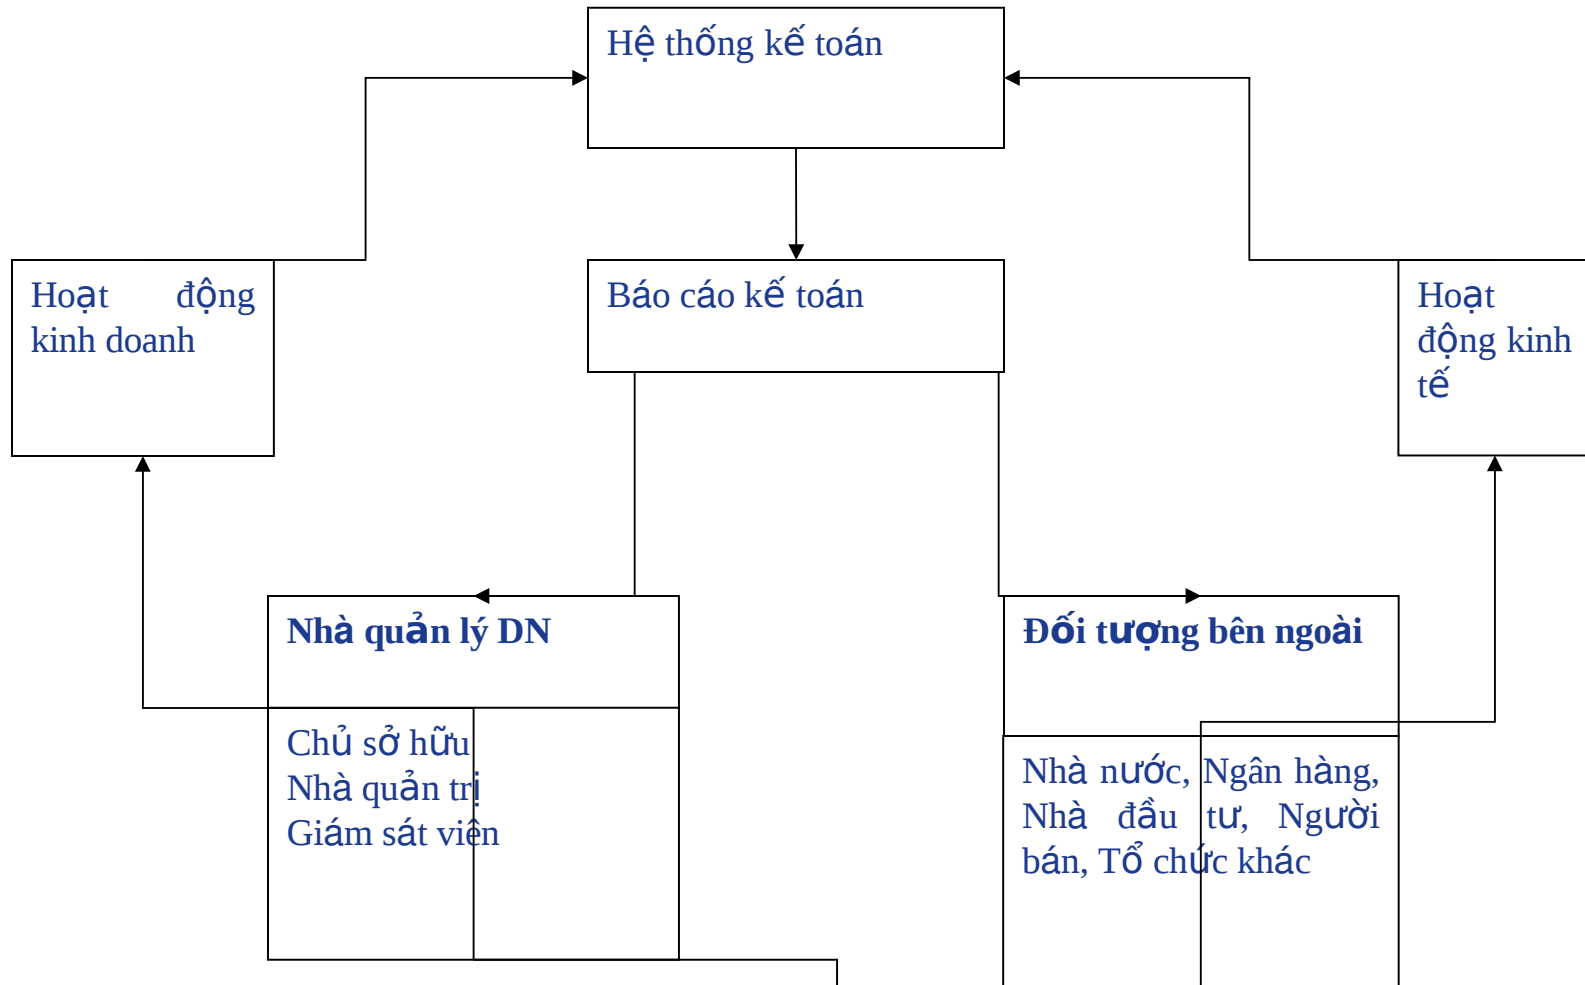 Hệ thống kế toán
Hoạt động
kinh doanh
Báo cáo kế toán
Hoạt
động kinh
tế
Nhà quản lý DN
Chủ sở hữu
Nhà quản trị
Giám sát viên
Đối tượng bên ngoài
Nhà nước, Ngân hàng,
Nhà đầu tư, Người
bán, Tổ chức khác